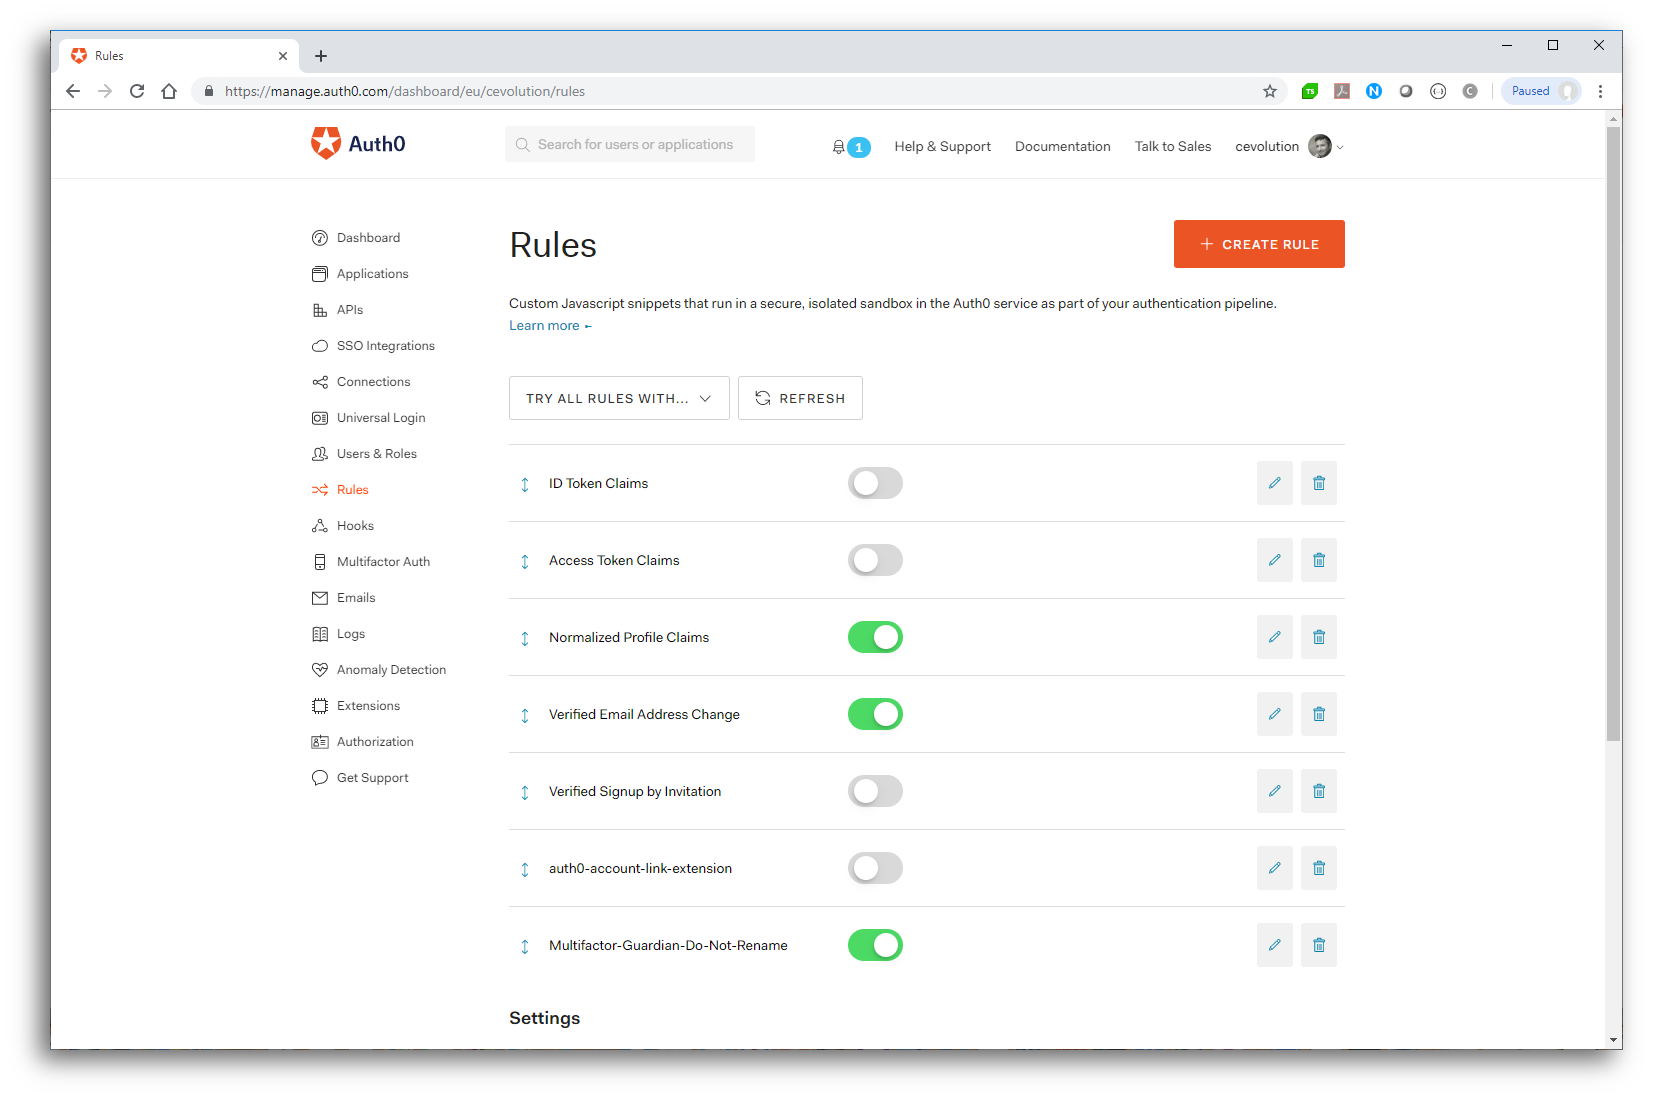 Rules
https://manage.auth0.com/dashboard/eu/cevolution/rules
TS
N
C
Paused
Auth0
Search for users or applications
1
Help & Support
Documentation
Talk to Sales
cevolution
Dashboard
Applications
APIs
SSO Integrations
Connections
Universal Login
Users & Roles
Rules
Hooks
Multifactor Auth
Emails
Logs
Anomaly Detection
Extensions
Authorization
Get Support
Rules
CREATE RULE
Custom Javascript snippets that run in a secure, isolated sandbox in the Auth0 service as part of your authentication pipeline.
Learn more
TRY ALL RULES WITH...
REFRESH
ID Token Claims
Access Token Claims
Normalized Profile Claims
Verified Email Address Change
Verified Signup by Invitation
auth0-account-link-extension
Multifactor-Guardian-Do-Not-Rename
Settings